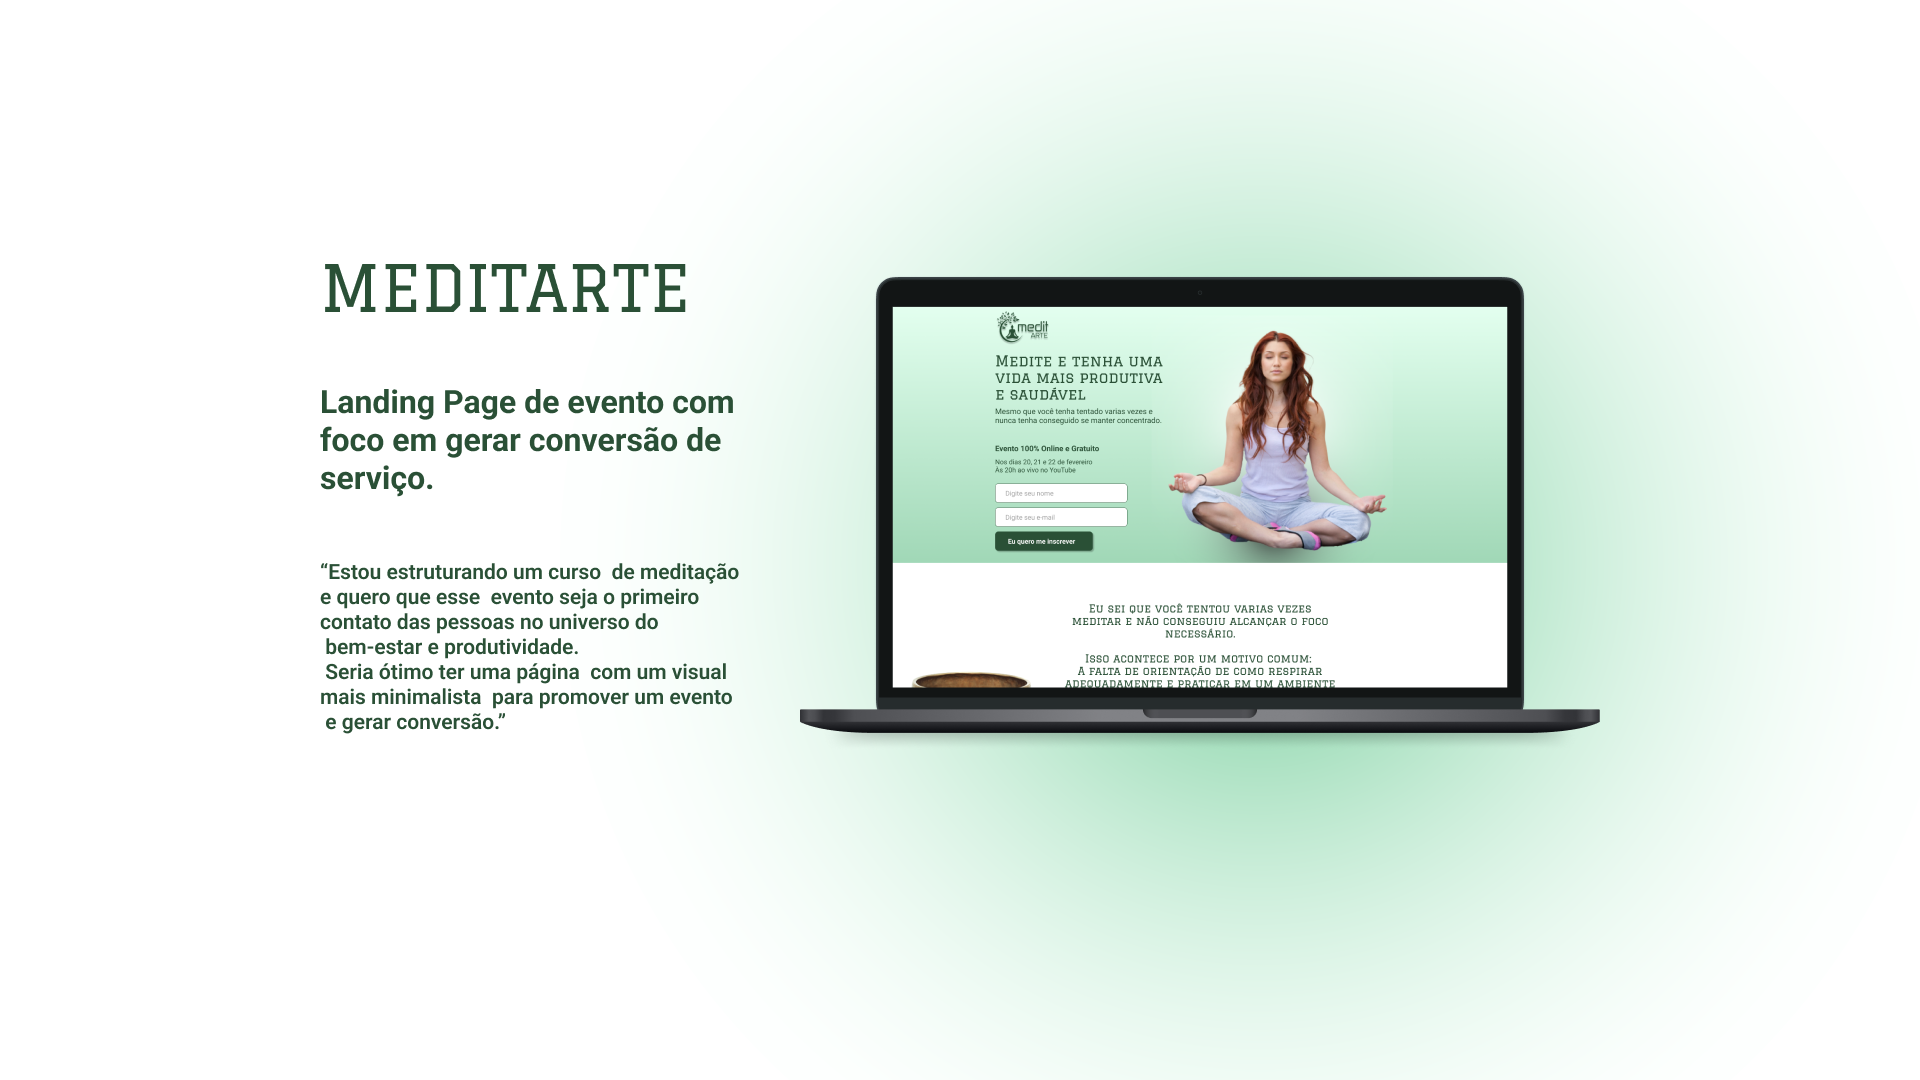 MEDITARTE
Landing Page de evento com
foco em gerar conversão de
serviço.
“Estou estruturando um curso  de meditação
e quero que esse  evento seja o primeiro
contato das pessoas no universo do
bem-estar e produtividade.
Seria ótimo ter uma página  com um visual
mais minimalista  para promover um evento
e gerar conversão.”
medit
ARTE
Medite e tenha uma
vida mais produtiva
e saudável
Mesmo que você tenha tentado varias vezes e
nunca tenha conseguido se manter concentrado.
Evento 100% Online e Gratuito
Nos dias 20, 21 e 22 de fevereiro
Às 20h ao vivo no YouTube
Digite seu nome
Digite seu e-mail
Eu quero me inscrever
Eu sei que você tentou varias vezes
meditar e não conseguiu alcançar o foco
necessário.
Isso acontece por um motivo comum:
A falta de orientação de como respirar
adequadamente e praticar em um ambiente